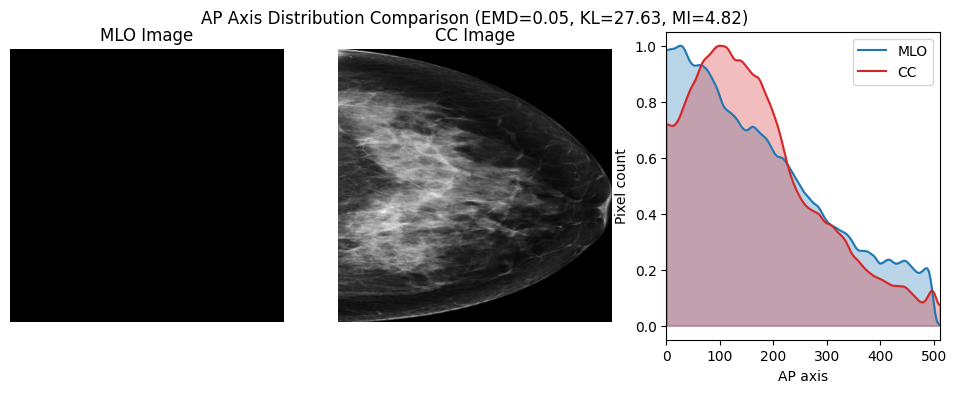 AP Axis Distribution Comparison (EMD=0.05, KL=27.63, MI=4.82)
MLO Image
CC Image
MLO
CC
Pixel count
1.0
0.8
0.6
0.4
0.2
0.0
0 100 200 300 400 500
AP axis